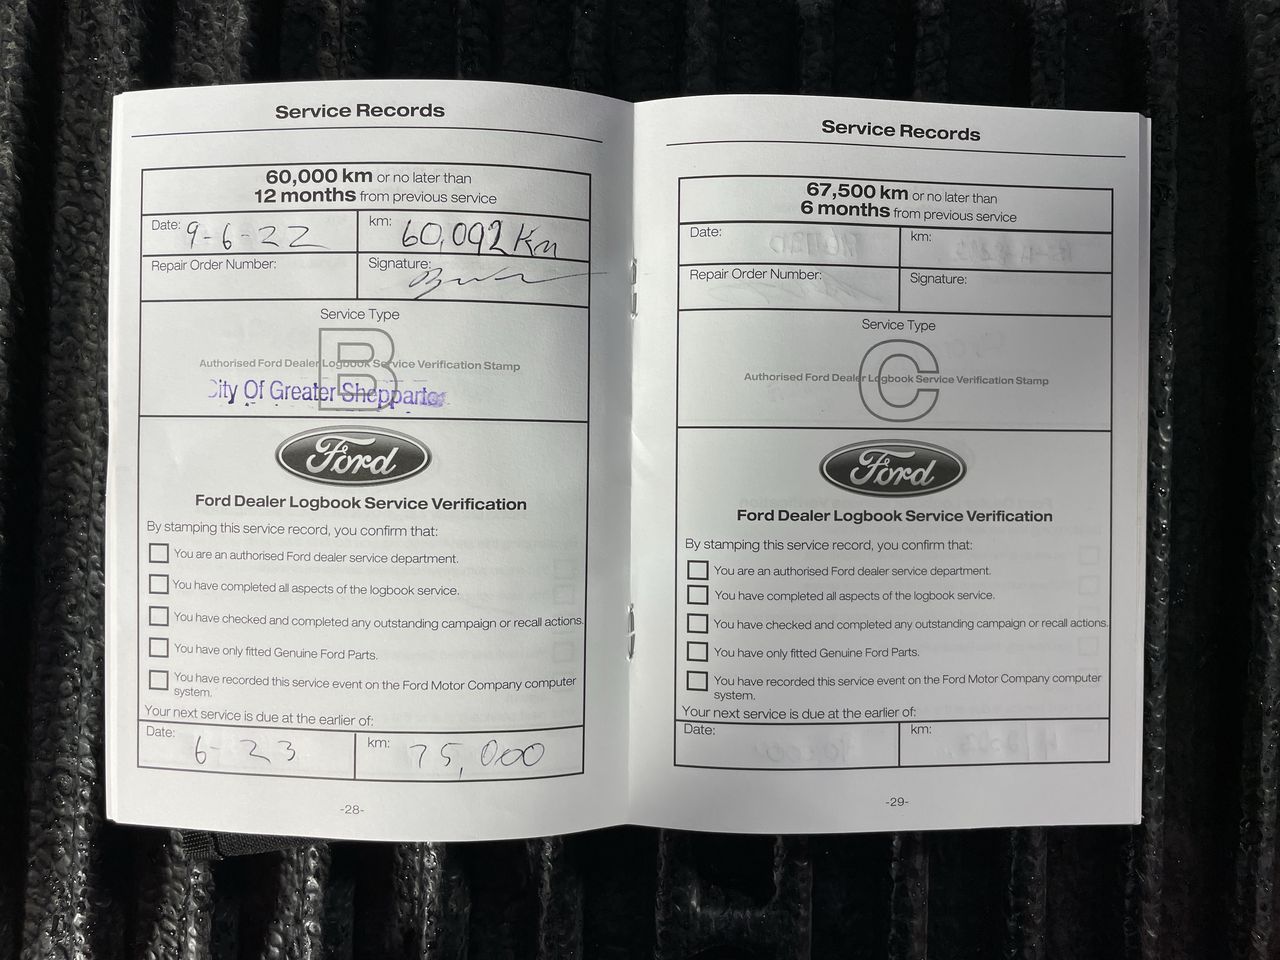 Service Records
60,000 km or no later than
12 months from previous service
Date: 9-6-22
km: 60,092 Km
Repair Order Number:
Signature:
Service Type
B
Authorised Ford Dealer Logbook Service Verification Stamp
City Of Greater Shepparton
Ford
Ford Dealer Logbook Service Verification
By stamping this service record, you confirm that:
You are an authorised Ford dealer service department.
You have completed all aspects of the logbook service.
You have checked and completed any outstanding campaign or recall actions.
You have only fitted Genuine Ford Parts.
You have recorded this service event on the Ford Motor Company computer
system.
Your next service is due at the earlier of:
Date: 6-23
km: 75,000
-28-
Service Records
67,500 km or no later than
6 months from previous service
Date:
km:
Repair Order Number:
Signature:
Service Type
C
Authorised Ford Dealer Logbook Service Verification Stamp
Ford
Ford Dealer Logbook Service Verification
By stamping this service record, you confirm that:
You are an authorised Ford dealer service department.
You have completed all aspects of the logbook service.
You have checked and completed any outstanding campaign or recall actions.
You have only fitted Genuine Ford Parts.
You have recorded this service event on the Ford Motor Company computer
system.
Your next service is due at the earlier of:
Date:
km:
-29-